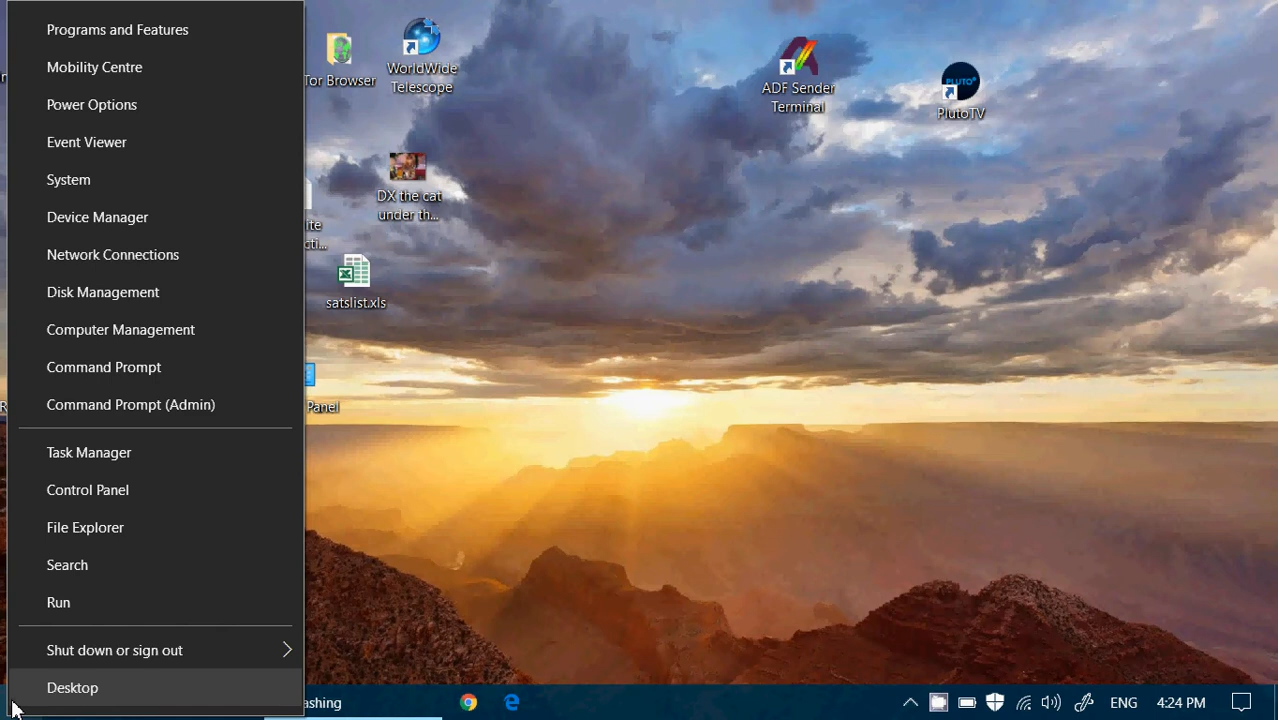 Programs and Features
Mobility Centre
Power Options
Event Viewer
System
Device Manager
Network Connections
Disk Management
Computer Management
Command Prompt
Command Prompt (Admin)
Task Manager
Control Panel
File Explorer
Search
Run
Shut down or sign out
Desktop
Tor Browser
WorldWide
Telescope
ADF Sender
Terminal
PLUTO
PlutoTV
DX the cat
under th...
satslist.xls
Panel
ENG
4:24 PM